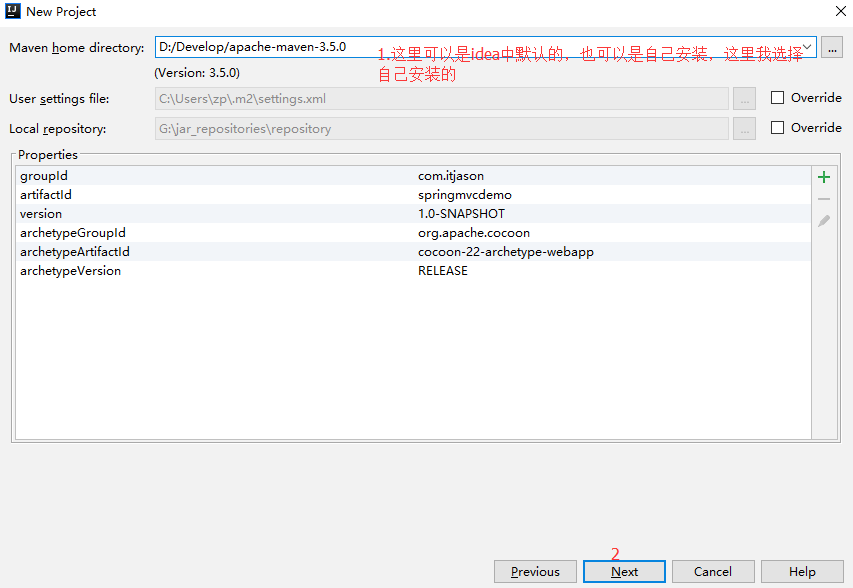 New Project
Maven home directory: D:/Develop/apache-maven-3.5.0 ...
1.这里可以是idea中默认的，也可以是自己安装，这里我选择
自己安装的
(Version: 3.5.0)
User settings file: C:\Users\zp\.m2\settings.xml ... Override
Local repository: G:\jar_repositories\repository ... Override
Properties
groupId com.itjason
artifactId springmvcdemo
version 1.0-SNAPSHOT
archetypeGroupId org.apache.cocoon
archetypeArtifactId cocoon-22-archetype-webapp
archetypeVersion RELEASE
2
Previous Next Cancel Help